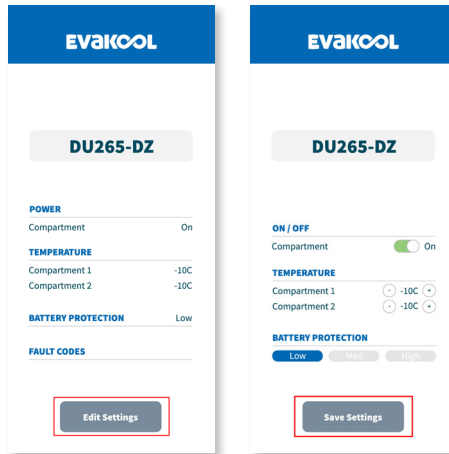 EVaKOOL
DU265-DZ
POWER
Compartment On
TEMPERATURE
Compartment 1 -10C
Compartment 2 -10C
BATTERY PROTECTION Low
FAULT CODES
Edit Settings
EVaKOOL
DU265-DZ
ON / OFF
Compartment On
TEMPERATURE
Compartment 1 - -10C +
Compartment 2 - -10C +
BATTERY PROTECTION
Low Med High
Save Settings